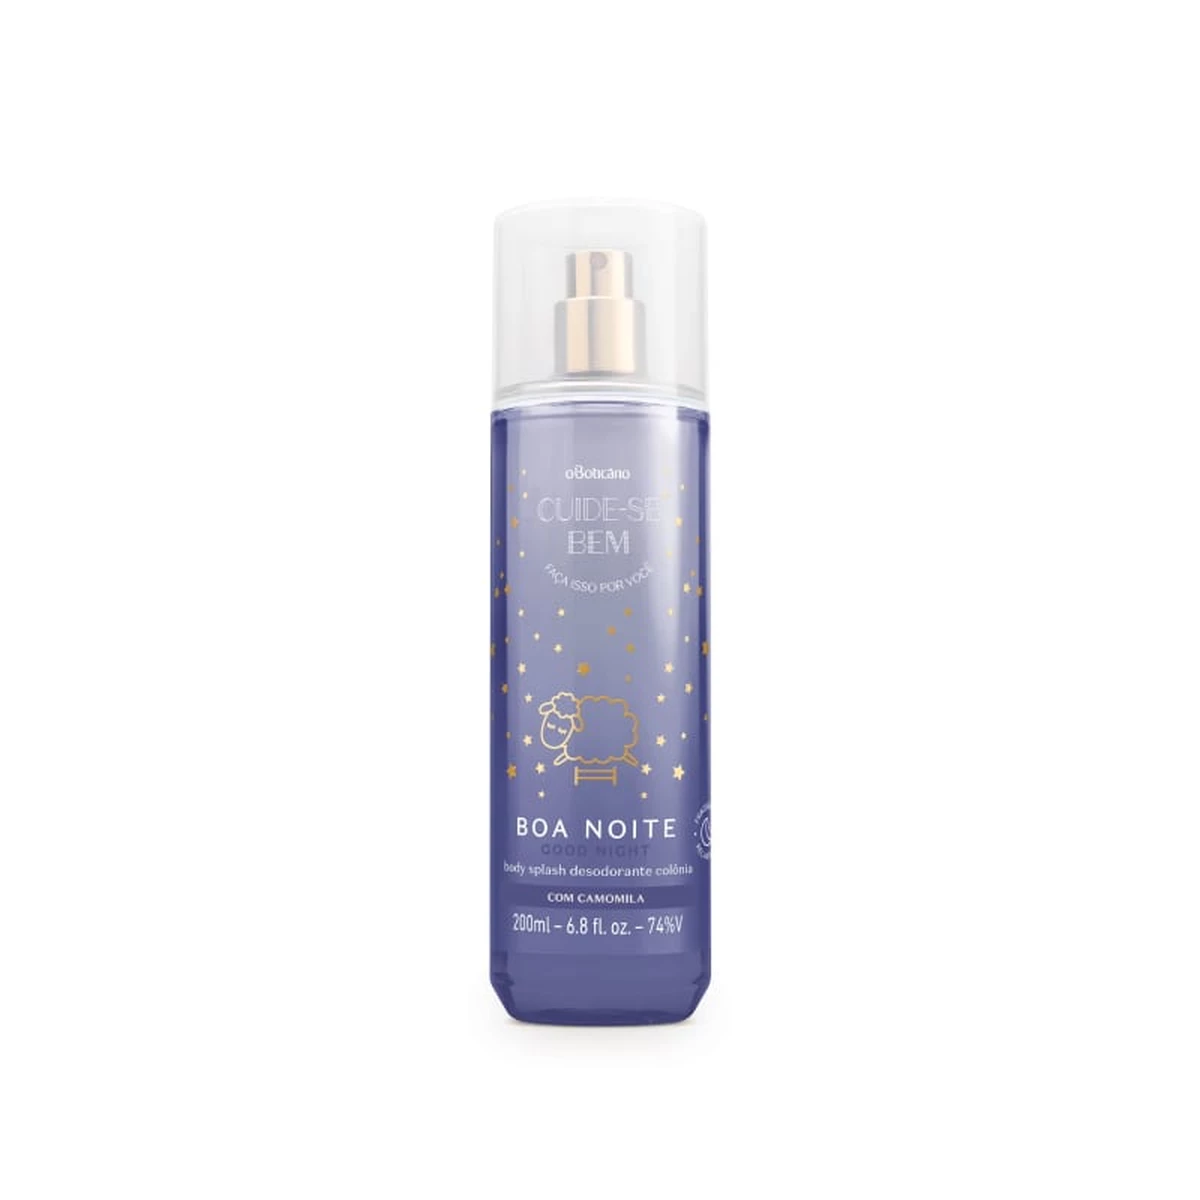 oBoticário
CUIDE-SE
BEM
FAÇA ISSO POR VOCÊ
BOA NOITE
GOOD NIGHT
body splash desodorante colônia
COM CAMOMILA
200ml – 6.8 fl. oz. – 74%V